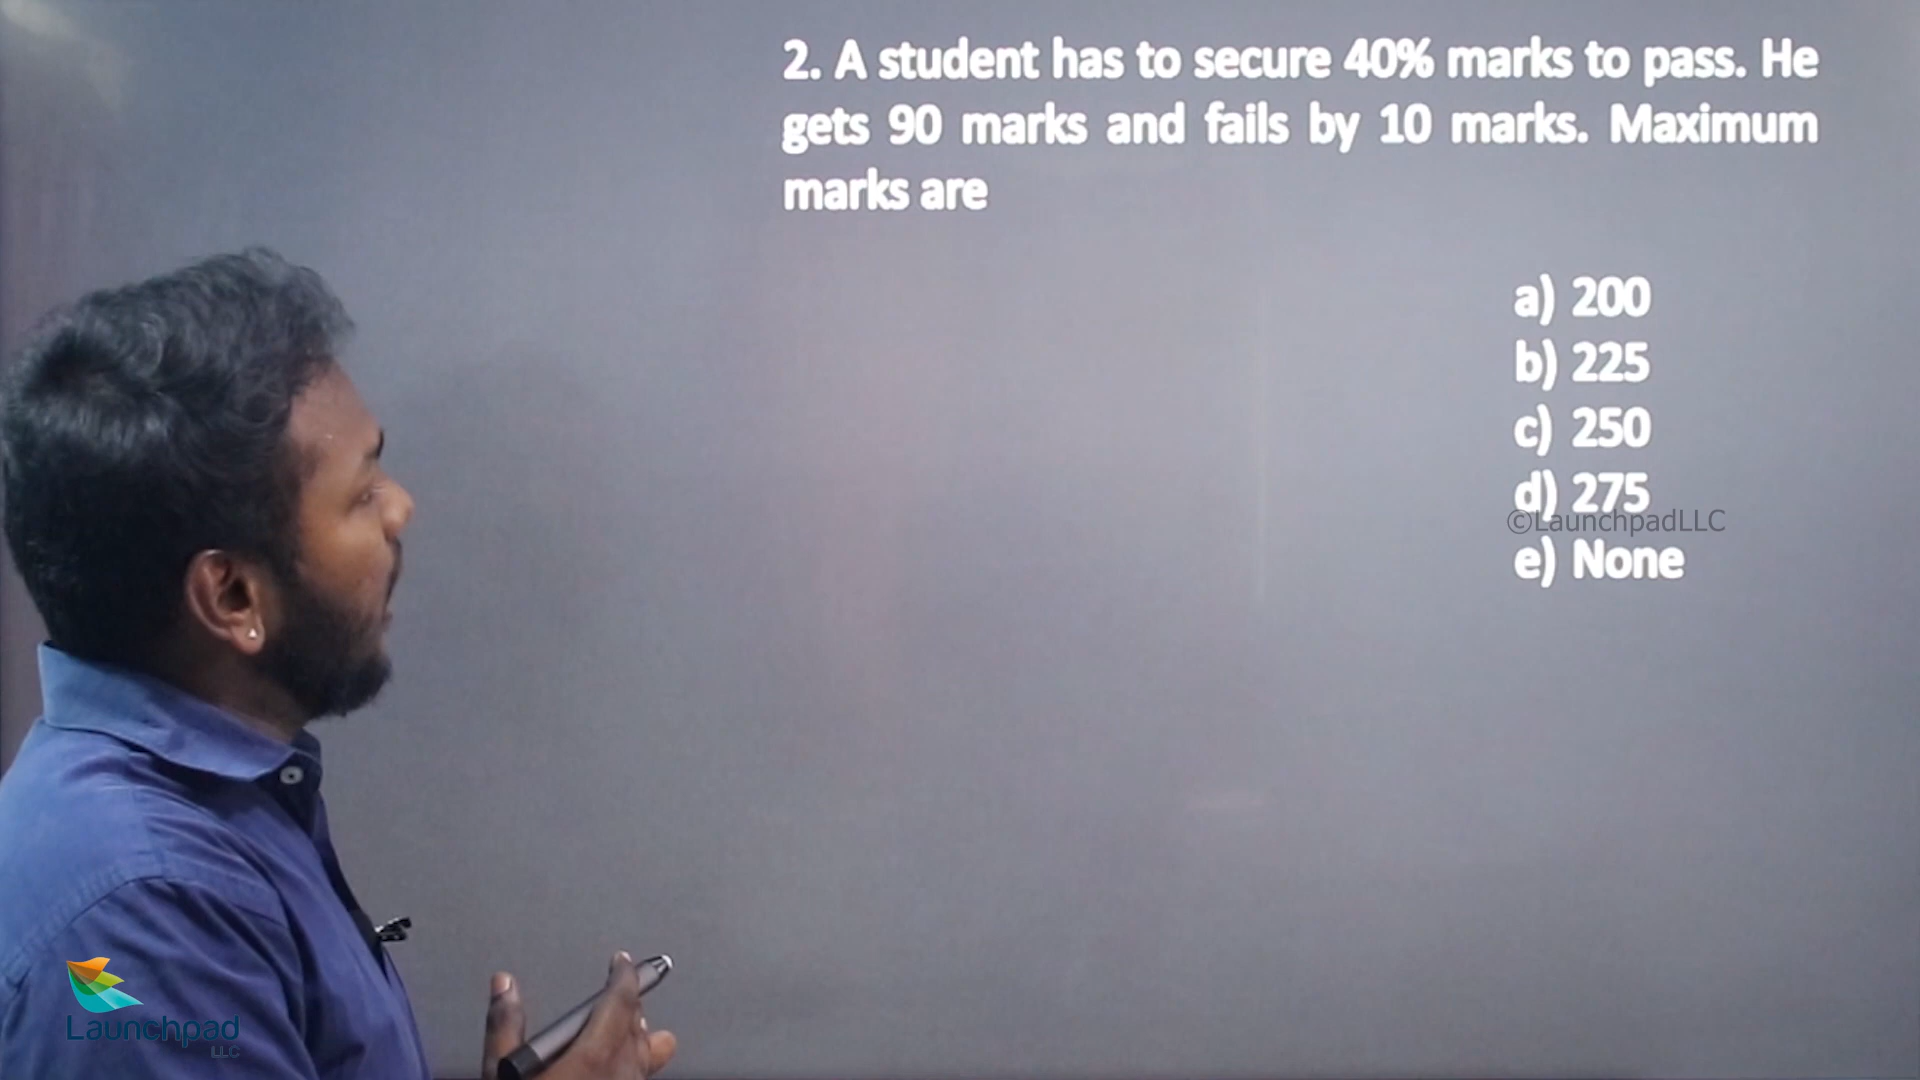 2. A student has to secure 40% marks to pass. He
gets 90 marks and fails by 10 marks. Maximum
marks are
a) 200
b) 225
c) 250
d) 275
©LaunchpadLLC
e) None
Launchpad
LLC